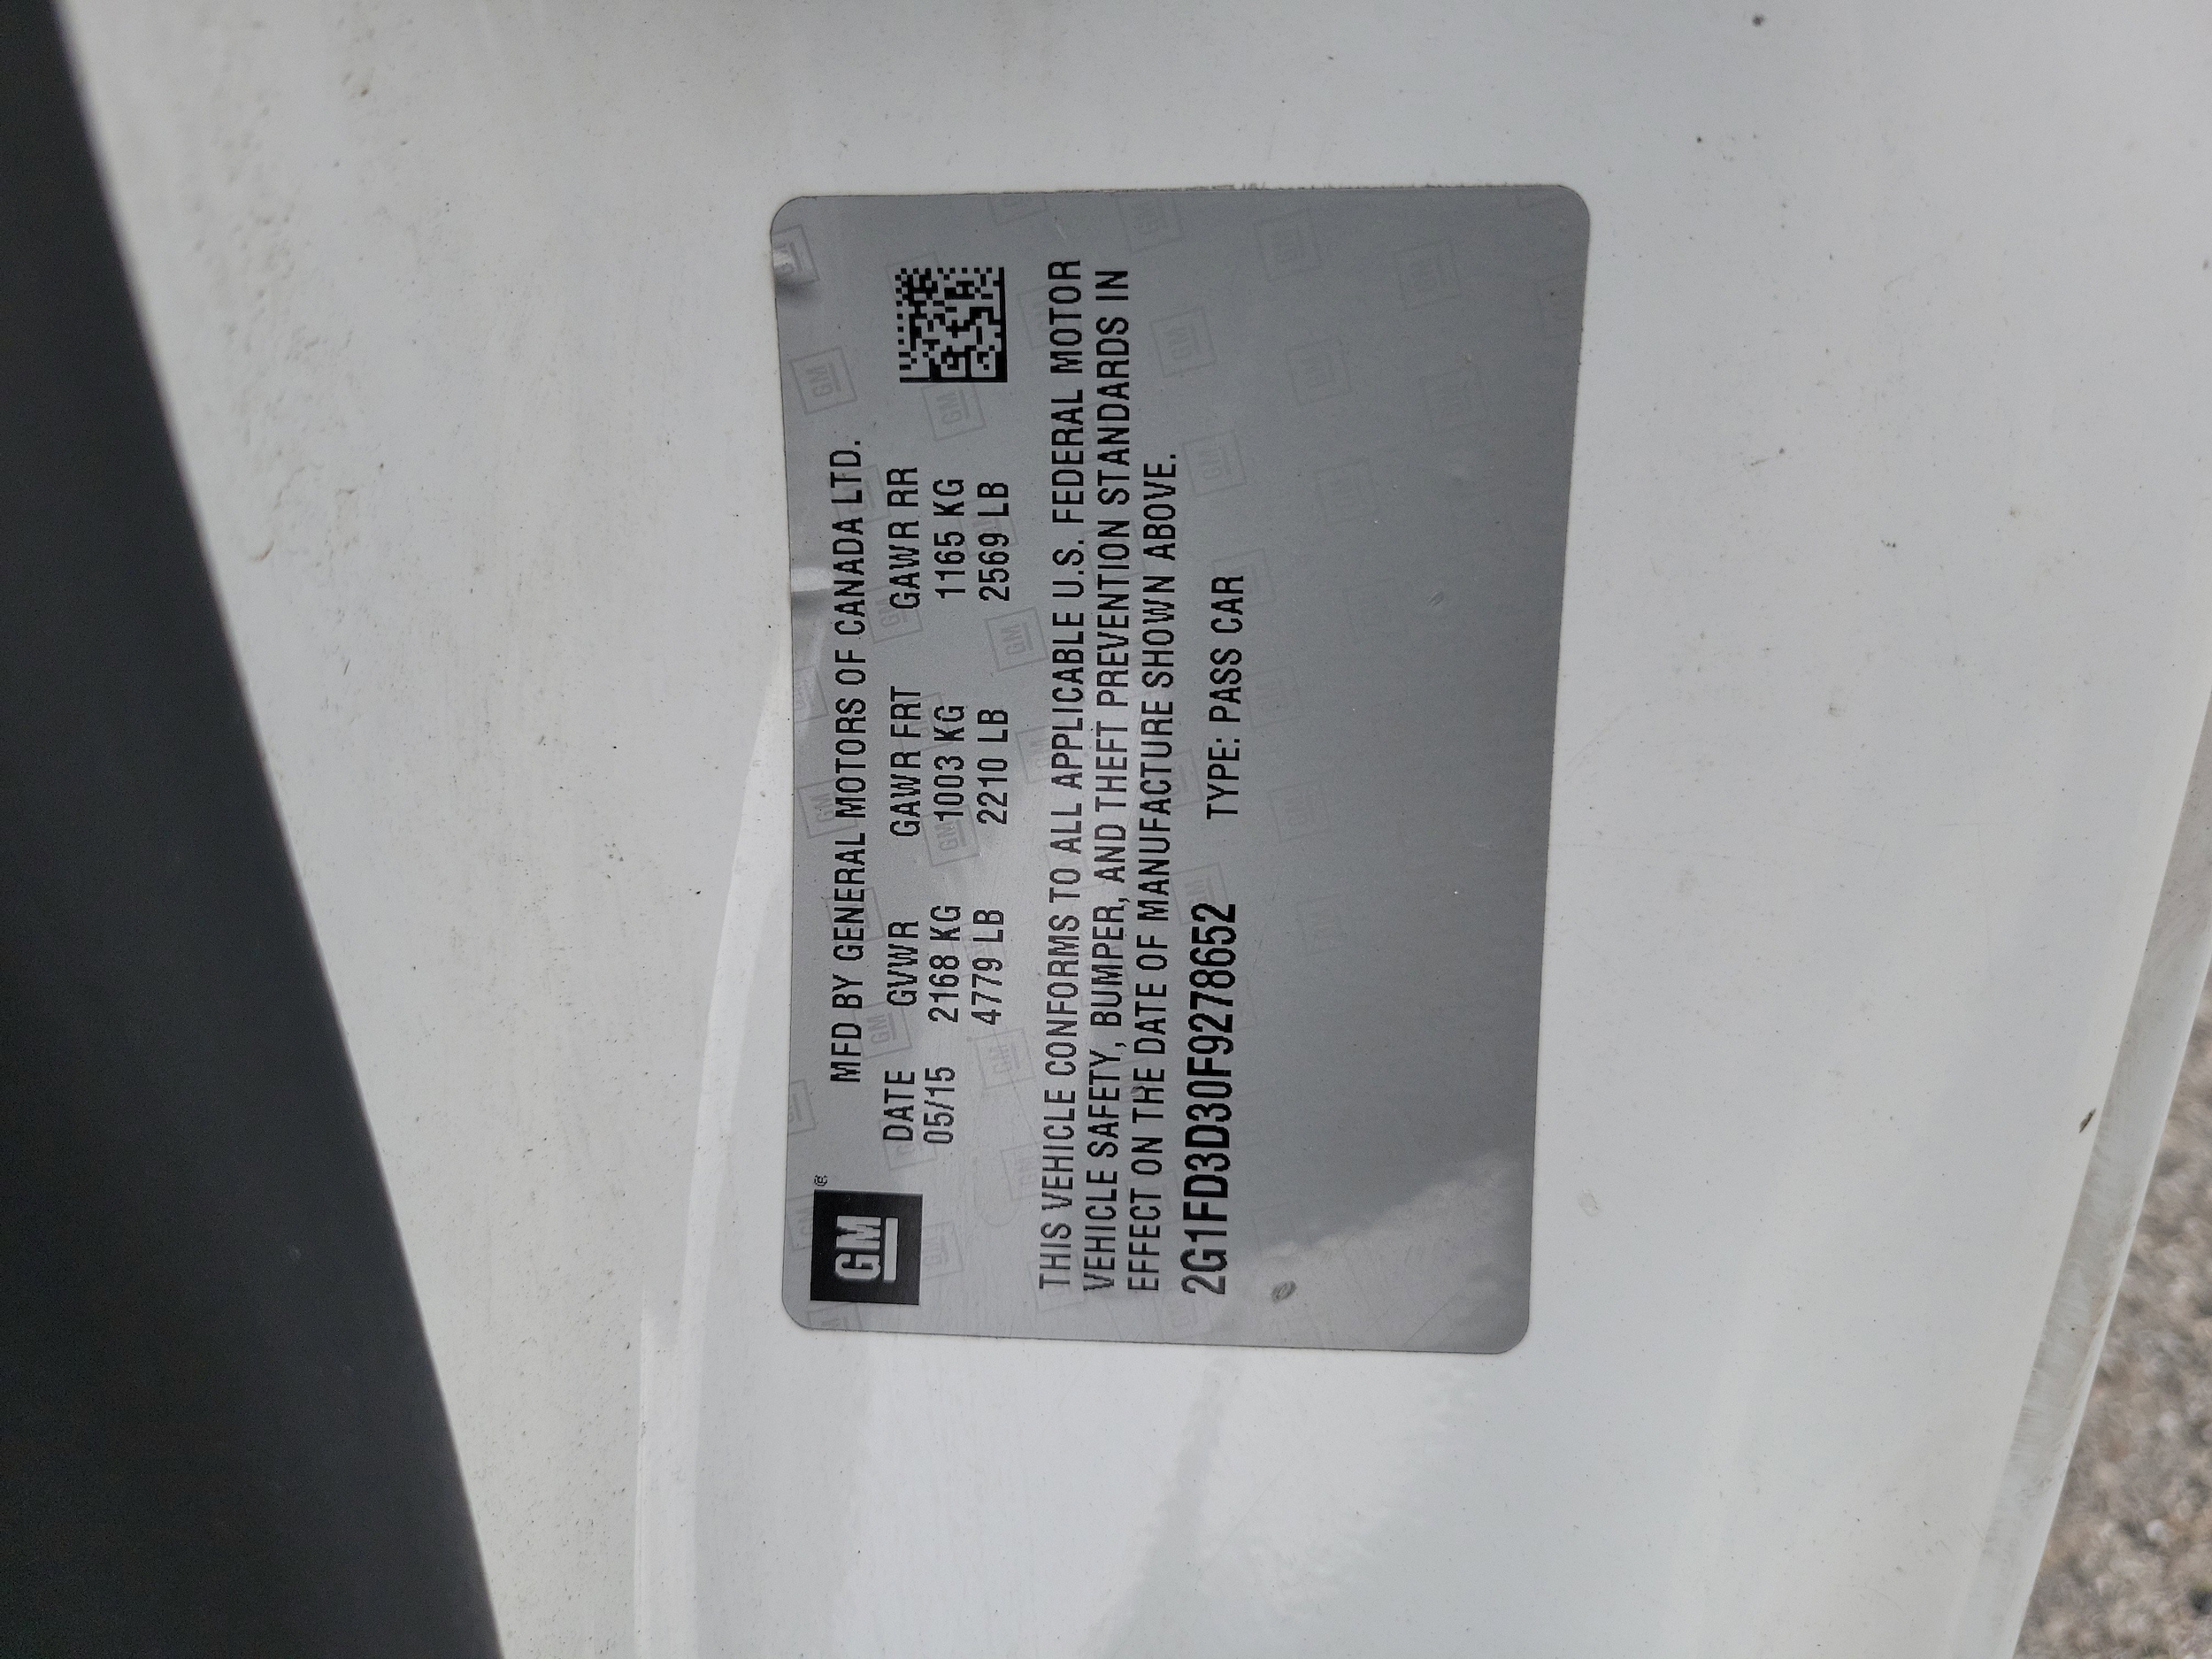 GM®
MFD BY GENERAL MOTORS OF CANADA LTD.
DATE GVWR GAWR FRT GAWR RR
05/15 2168 KG 1003 KG 1165 KG
4779 LB 2210 LB 2569 LB
THIS VEHICLE CONFORMS TO ALL APPLICABLE U.S. FEDERAL MOTOR
VEHICLE SAFETY, BUMPER, AND THEFT PREVENTION STANDARDS IN
EFFECT ON THE DATE OF MANUFACTURE SHOWN ABOVE.
2G1FD3D30F9278652 TYPE: PASS CAR